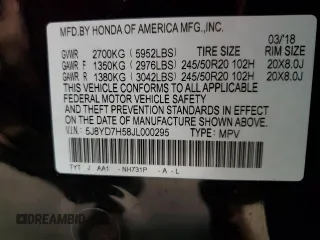 MFD.BY HONDA OF AMERICA MFG.,INC.
03/18
GVWR 2700KG (5952LBS) TIRE SIZE RIM SIZE
GAWR F 1350KG (2976LBS) 245/50R20 102H 20X8.0J
GAWR R 1380KG (3042LBS) 245/50R20 102H 20X8.0J
THIS VEHICLE CONFORMS TO ALL APPLICABLE
FEDERAL MOTOR VEHICLE SAFETY, BUMPER,
AND THEFT PREVENTION STANDARDS IN EFFECT ON
THE DATE OF MANUFACTURE SHOWN ABOVE.
V.I.N.: 5J8YD7H58JL000295 TYPE: MPV
TYT J AA1 - NH731P - A - L
DREAMBID